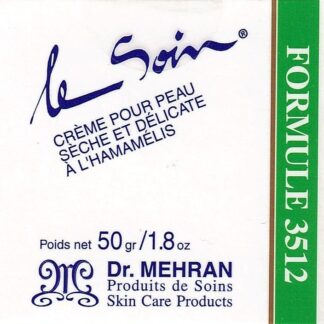 le Soin®
CRÈME POUR PEAU
SÈCHE ET DÉLICATE
À L'HAMAMÉLIS
Poids net 50 gr/1.8 oz
Dr. MEHRAN
Produits de Soins
Skin Care Products
FORMULE 3512